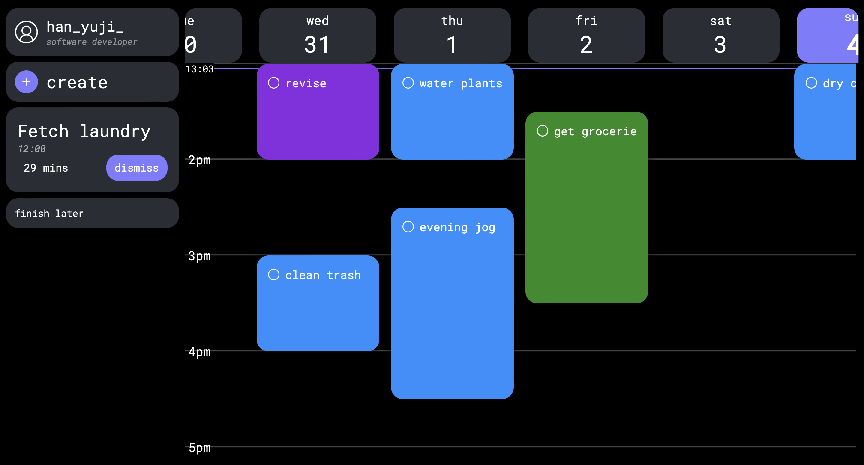 han_yuji_
software developer
create
Fetch laundry
12:00
29 mins
dismiss
finish later
wed
31
thu
1
fri
2
sat
3
su
4
13:03
revise
water plants
dry c
get grocerie
2pm
evening jog
3pm
clean trash
4pm
5pm